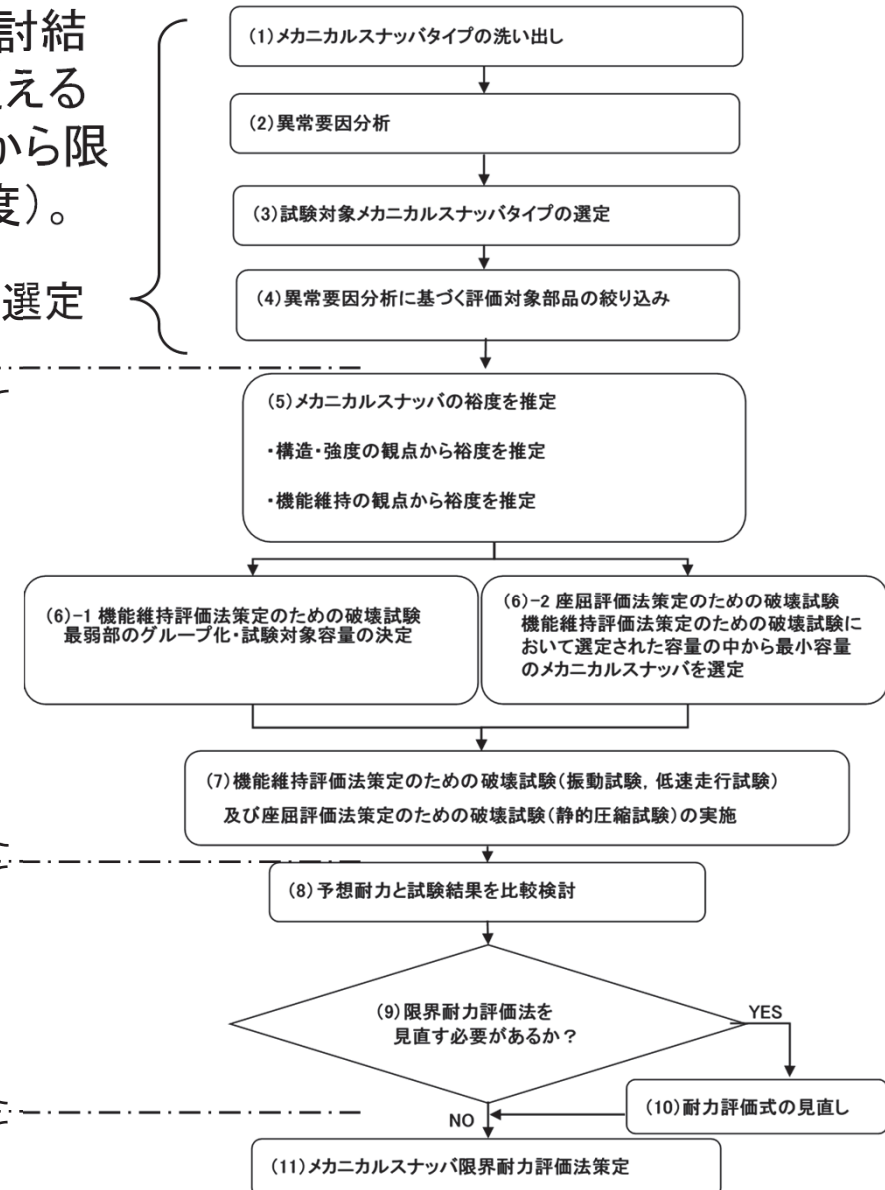 討結
える
から限
度）。
選定
(1)メカニカルスナッバタイプの洗い出し
(2)異常要因分析
(3)試験対象メカニカルスナッバタイプの選定
(4)異常要因分析に基づく評価対象部品の絞り込み
(5)メカニカルスナッバの裕度を推定
・構造・強度の観点から裕度を推定
・機能維持の観点から裕度を推定
(6)-1 機能維持評価法策定のための破壊試験
最弱部のグループ化・試験対象容量の決定
(6)-2 座屈評価法策定のための破壊試験
機能維持評価法策定のための破壊試験に
おいて選定された容量の中から最小容量
のメカニカルスナッバを選定
(7)機能維持評価法策定のための破壊試験(振動試験, 低速走行試験)
及び座屈評価法策定のための破壊試験(静的圧縮試験)の実施
(8)予想耐力と試験結果を比較検討
(9)限界耐力評価法を
見直す必要があるか？
YES
(10)耐力評価式の見直し
NO
(11)メカニカルスナッバ限界耐力評価法策定